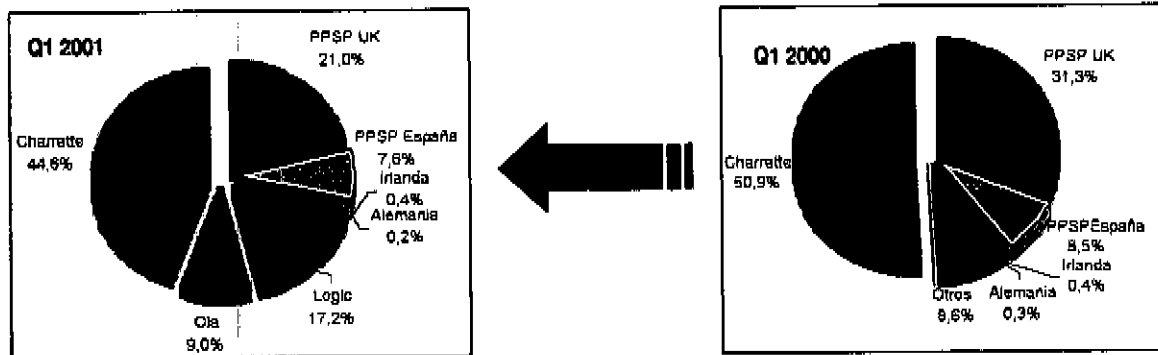 Q1 2001
PPSP UK
21,0%
PPSP España
7,6%
Irlanda
0,4%
Alemania
0,2%
Logic
17,2%
Ola
9,0%
Charrette
44,6%
Q1 2000
PPSP UK
31,3%
PPSPEspaña
8,5%
Irlanda
0,4%
Alemania
0,3%
Otros
8,6%
Charrette
50,9%